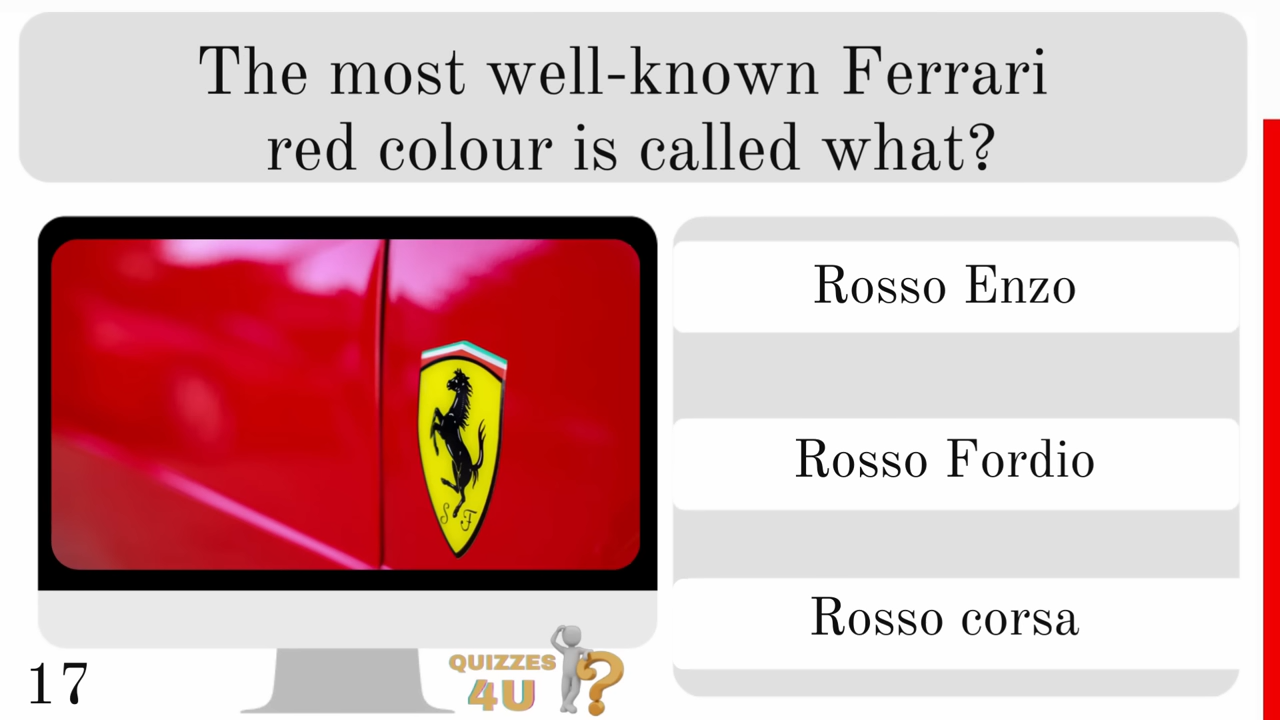 The most well-known Ferrari
red colour is called what?
Rosso Enzo
Rosso Fordio
Rosso corsa
S F
17
QUIZZES
4U
?